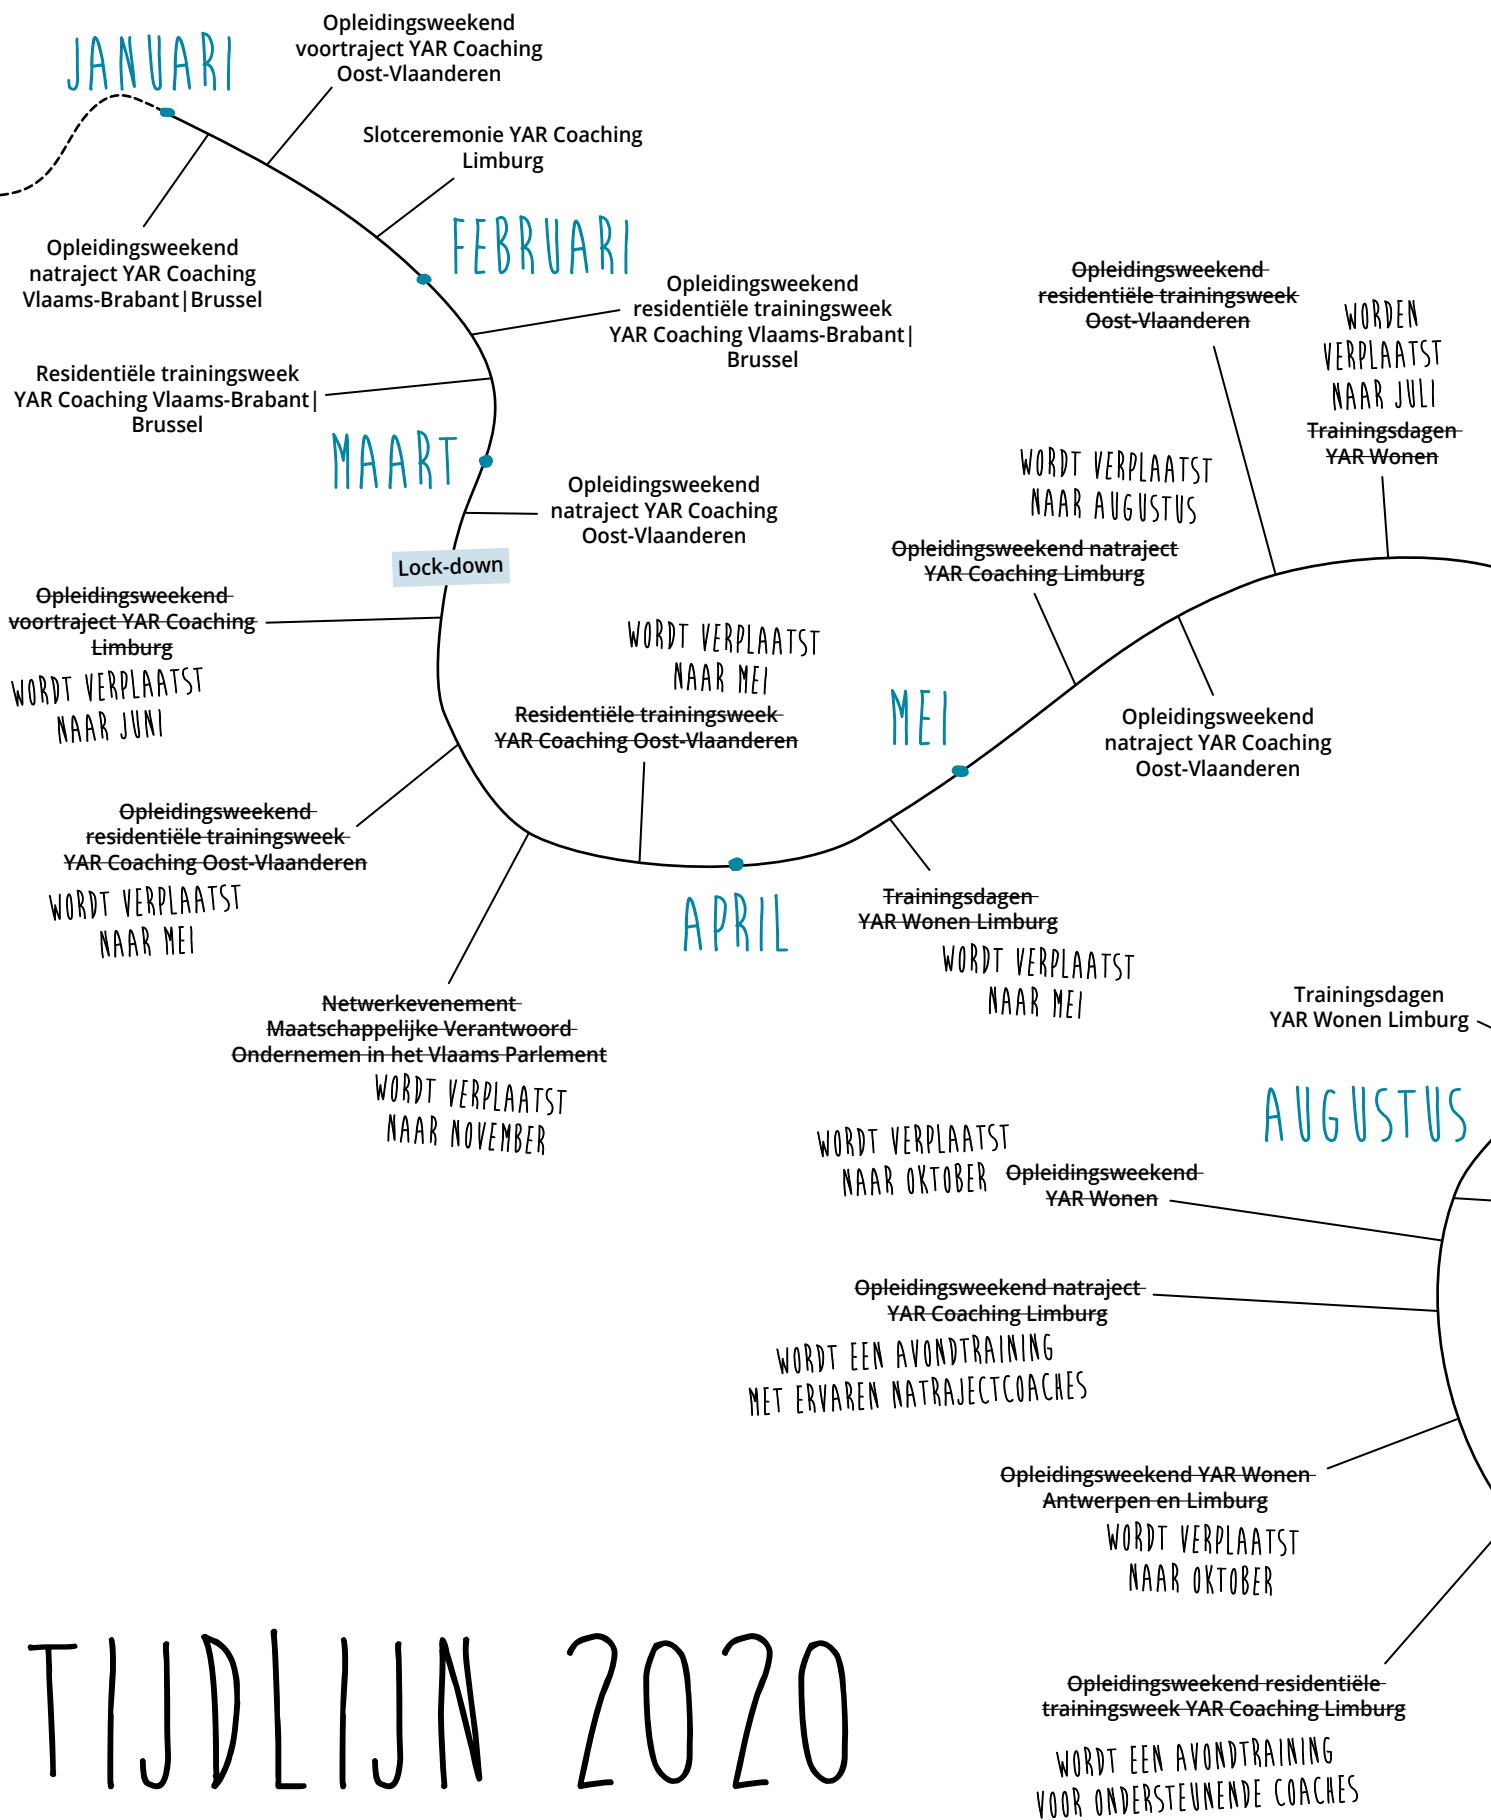 JANUARI
Opleidingsweekend
voortraject YAR Coaching
Oost-Vlaanderen
Slotceremonie YAR Coaching
Limburg
Opleidingsweekend
natraject YAR Coaching
Vlaams-Brabant|Brussel
FEBRUARI
Opleidingsweekend
residentiële trainingsweek
YAR Coaching Vlaams-Brabant|
Brussel
Residentiële trainingsweek
YAR Coaching Vlaams-Brabant|
Brussel
MAART
Opleidingsweekend
natraject YAR Coaching
Oost-Vlaanderen
Lock-down
Opleidingsweekend
voortraject YAR Coaching
Limburg
WORDT VERPLAATST
NAAR JUNI
Opleidingsweekend
residentiële trainingsweek
YAR Coaching Oost-Vlaanderen
WORDT VERPLAATST
NAAR MEI
Netwerkevenement
Maatschappelijke Verantwoord
Ondernemen in het Vlaams Parlement
WORDT VERPLAATST
NAAR NOVEMBER
WORDT VERPLAATST
NAAR MEI
Residentiële trainingsweek
YAR Coaching Oost-Vlaanderen
APRIL
Trainingsdagen
YAR Wonen Limburg
WORDT VERPLAATST
NAAR MEI
MEI
WORDT VERPLAATST
NAAR AUGUSTUS
Opleidingsweekend natraject
YAR Coaching Limburg
Opleidingsweekend
natraject YAR Coaching
Oost-Vlaanderen
Opleidingsweekend
residentiële trainingsweek
Oost-Vlaanderen
WORDEN
VERPLAATST
NAAR JULI
Trainingsdagen
YAR Wonen
Trainingsdagen
YAR Wonen Limburg
AUGUSTUS
WORDT VERPLAATST
NAAR OKTOBER
Opleidingsweekend
YAR Wonen
Opleidingsweekend natraject
YAR Coaching Limburg
WORDT EEN AVONDTRAINING
MET ERVAREN NATRAJECTCOACHES
Opleidingsweekend YAR Wonen
Antwerpen en Limburg
WORDT VERPLAATST
NAAR OKTOBER
Opleidingsweekend residentiële
trainingsweek YAR Coaching Limburg
WORDT EEN AVONDTRAINING
VOOR ONDERSTEUNENDE COACHES
TIJDLIJN 2020